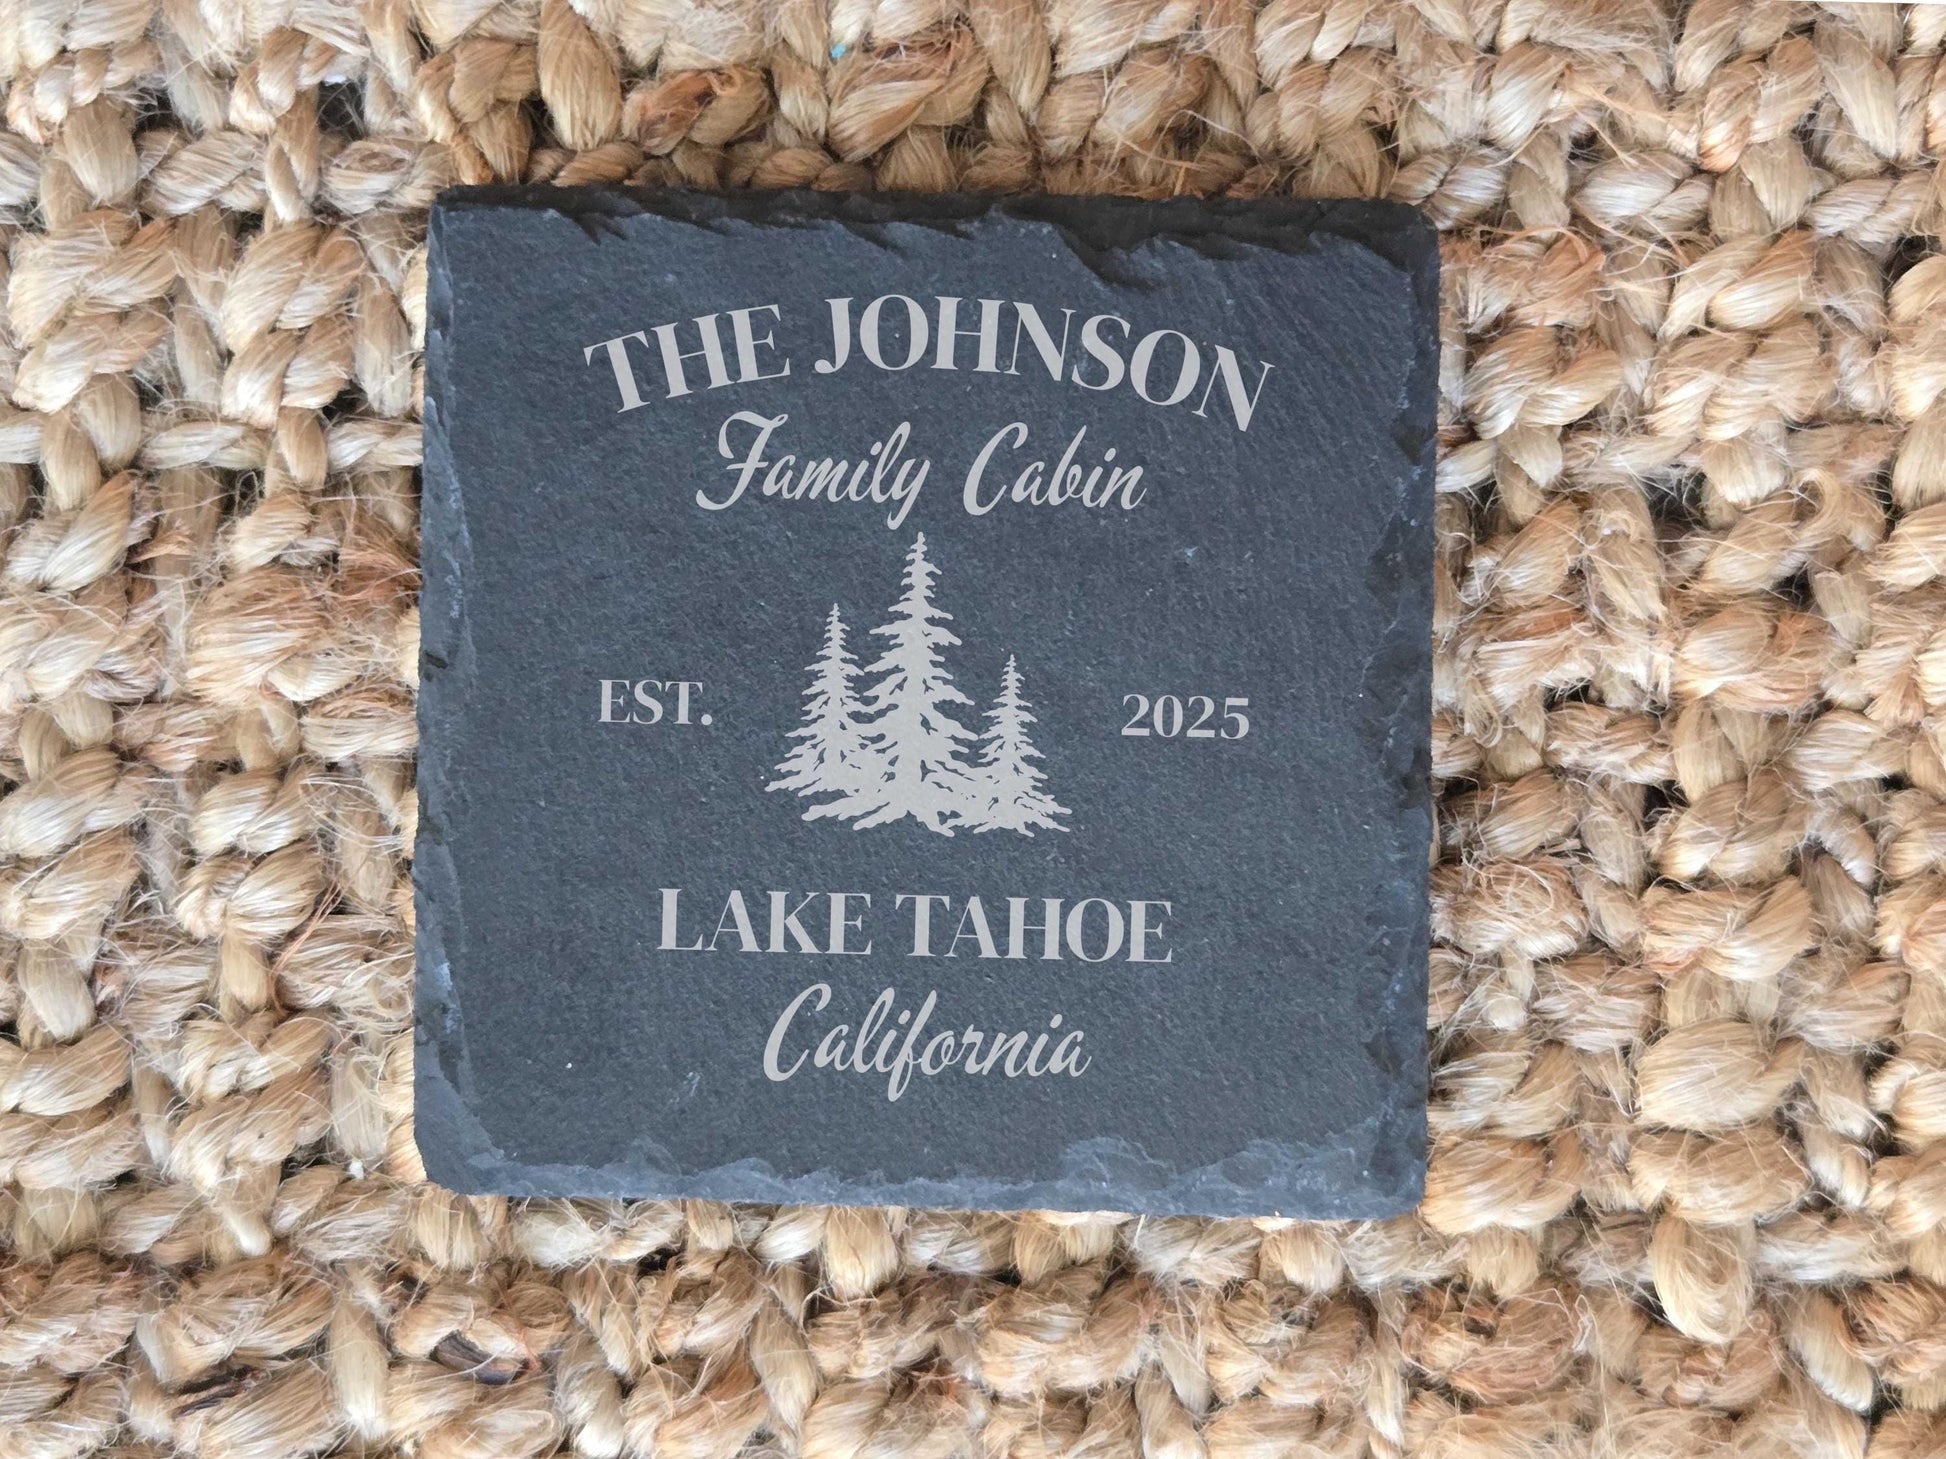 THE JOHNSON
Family Cabin
EST. 2025
LAKE TAHOE
California